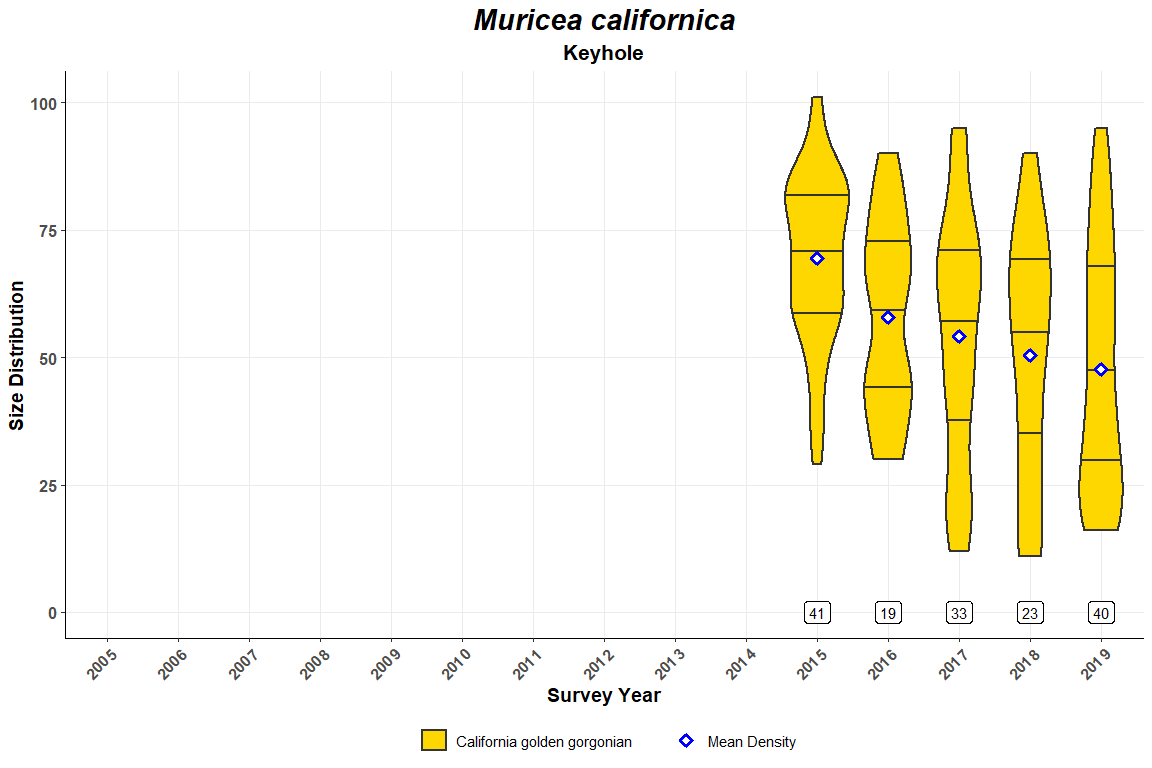 Muricea californica
Keyhole
Size Distribution
100
75
50
25
0
41 19 33 23 40
2005 2006 2007 2008 2009 2010 2011 2012 2013 2014 2015 2016 2017 2018 2019
Survey Year
California golden gorgonian Mean Density